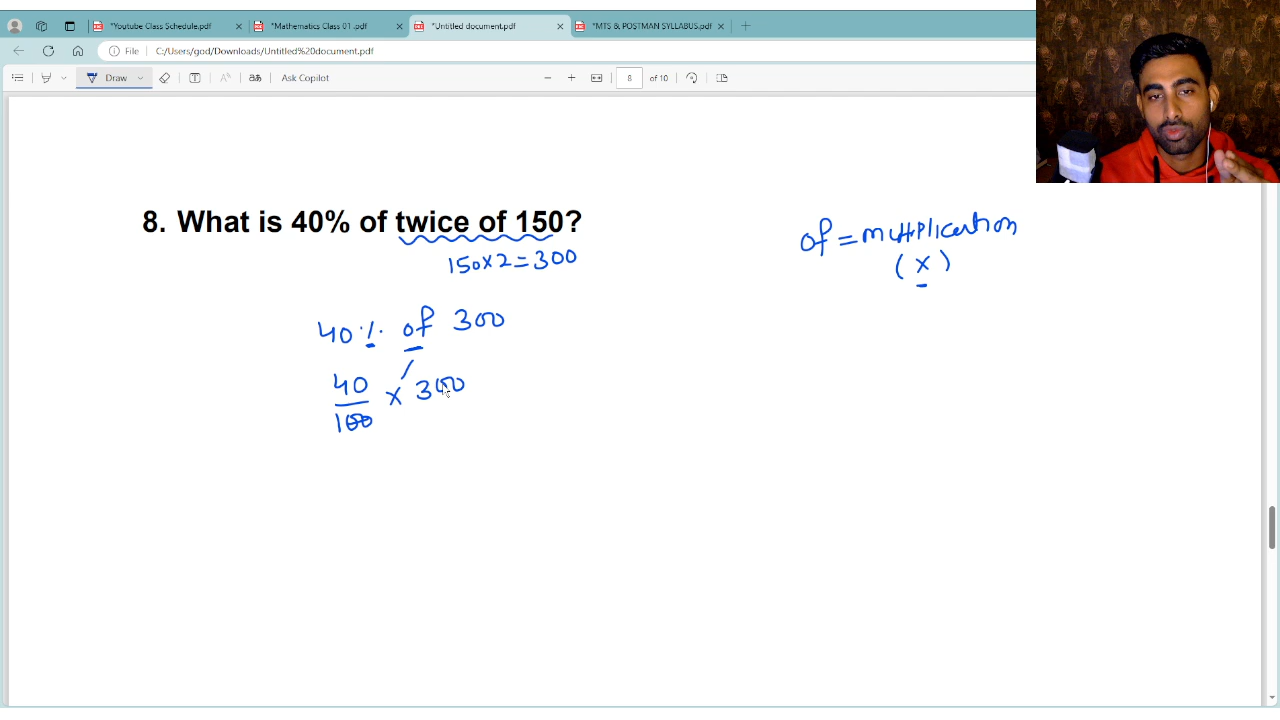 *Youtube Class Schedule.pdf
*Mathematics Class 01 .pdf
*Untitled document.pdf
*MTS & POSTMAN SYLLABUS.pdf
File C:/Users/god/Downloads/Untitled%20document.pdf
Draw
Ask Copilot
8 of 10
8. What is 40% of twice of 150?
150×2=300
of = multiplication
(×)
40% of 300
40/100 × 300